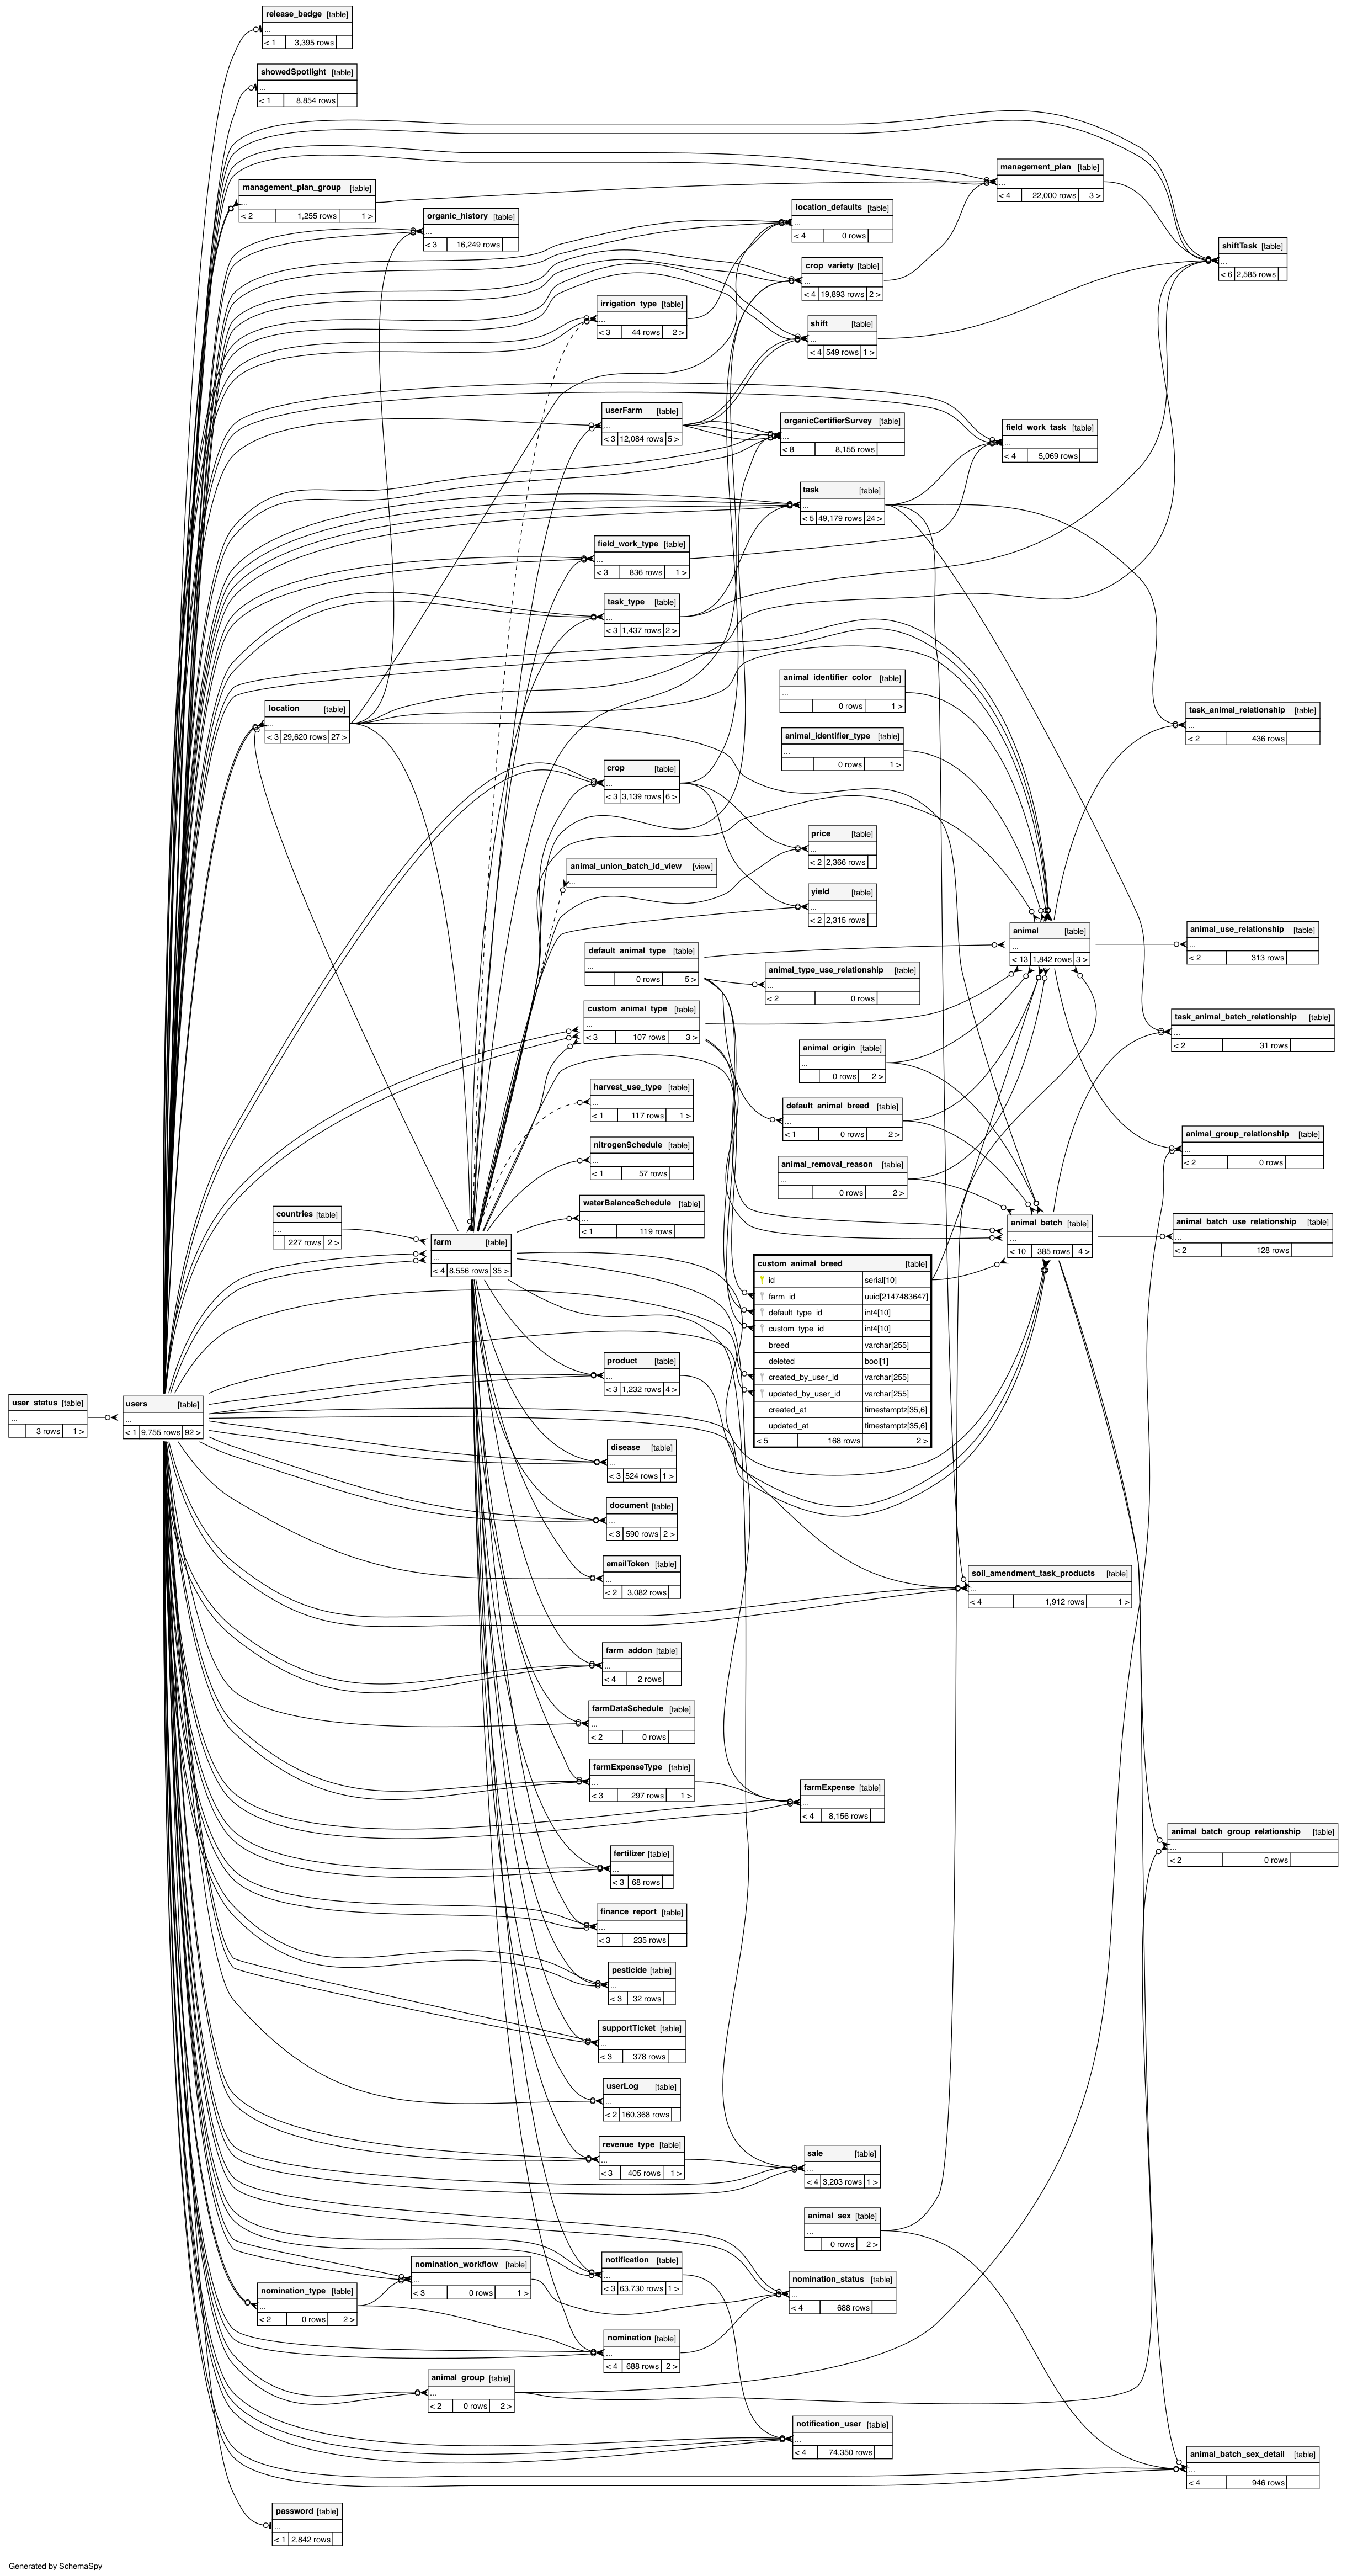 release_badge [table]
...
< 1 3,395 rows
showedSpotlight [table]
...
< 1 8,854 rows
management_plan [table]
...
< 4 22,000 rows 3 >
management_plan_group [table]
...
< 2 1,255 rows 1 >
location_defaults [table]
...
< 4 0 rows
organic_history [table]
...
< 3 16,249 rows
shiftTask [table]
...
< 6 2,585 rows
crop_variety [table]
...
< 4 19,893 rows 2 >
irrigation_type [table]
...
< 3 44 rows 2 >
shift [table]
...
< 4 549 rows 1 >
userFarm [table]
...
< 3 12,084 rows 5 >
organicCertifierSurvey [table]
...
< 8 8,155 rows
field_work_task [table]
...
< 4 5,069 rows
task [table]
...
< 5 49,179 rows 24 >
field_work_type [table]
...
< 3 836 rows 1 >
task_type [table]
...
< 3 1,437 rows 2 >
animal_identifier_color [table]
...
0 rows 1 >
location [table]
...
< 3 29,620 rows 27 >
task_animal_relationship [table]
...
< 2 436 rows
animal_identifier_type [table]
...
0 rows 1 >
crop [table]
...
< 3 3,139 rows 6 >
price [table]
...
< 2 2,366 rows
animal_union_batch_id_view [view]
...
yield [table]
...
< 2 2,315 rows
animal [table]
...
< 13 1,842 rows 3 >
animal_use_relationship [table]
...
< 2 313 rows
default_animal_type [table]
...
0 rows 5 >
animal_type_use_relationship [table]
...
< 2 0 rows
custom_animal_type [table]
...
< 3 107 rows 3 >
task_animal_batch_relationship [table]
...
< 2 31 rows
animal_origin [table]
...
0 rows 2 >
harvest_use_type [table]
...
< 1 117 rows 1 >
default_animal_breed [table]
...
< 1 0 rows 2 >
animal_group_relationship [table]
...
< 2 0 rows
nitrogenSchedule [table]
...
< 1 57 rows
animal_removal_reason [table]
...
0 rows 2 >
waterBalanceSchedule [table]
...
< 1 119 rows
countries [table]
...
227 rows 2 >
animal_batch [table]
...
< 10 385 rows 4 >
animal_batch_use_relationship [table]
...
< 2 128 rows
farm [table]
...
< 4 8,556 rows 35 >
custom_animal_breed [table]
id serial[10]
farm_id uuid[2147483647]
default_type_id int4[10]
custom_type_id int4[10]
breed varchar[255]
deleted bool[1]
created_by_user_id varchar[255]
updated_by_user_id varchar[255]
created_at timestamptz[35,6]
updated_at timestamptz[35,6]
< 5 168 rows 2 >
product [table]
...
< 3 1,232 rows 4 >
user_status [table]
...
3 rows 1 >
users [table]
...
< 1 9,755 rows 92 >
disease [table]
...
< 3 524 rows 1 >
document [table]
...
< 3 590 rows 2 >
emailToken [table]
...
< 2 3,082 rows
soil_amendment_task_products [table]
...
< 4 1,912 rows 1 >
farm_addon [table]
...
< 4 2 rows
farmDataSchedule [table]
...
< 2 0 rows
farmExpenseType [table]
...
< 3 297 rows 1 >
farmExpense [table]
...
< 4 8,156 rows
animal_batch_group_relationship [table]
...
< 2 0 rows
fertilizer [table]
...
< 3 68 rows
finance_report [table]
...
< 3 235 rows
pesticide [table]
...
< 3 32 rows
supportTicket [table]
...
< 3 378 rows
userLog [table]
...
< 2 160,368 rows
revenue_type [table]
...
< 3 405 rows 1 >
sale [table]
...
< 4 3,203 rows 1 >
animal_sex [table]
...
0 rows 2 >
notification [table]
...
< 3 63,730 rows 1 >
nomination_workflow [table]
...
< 3 0 rows 1 >
nomination_status [table]
...
< 4 688 rows
nomination_type [table]
...
< 2 0 rows 2 >
nomination [table]
...
< 4 688 rows 2 >
animal_group [table]
...
< 2 0 rows 2 >
notification_user [table]
...
< 4 74,350 rows
animal_batch_sex_detail [table]
...
< 4 946 rows
password [table]
...
< 1 2,842 rows
Generated by SchemaSpy